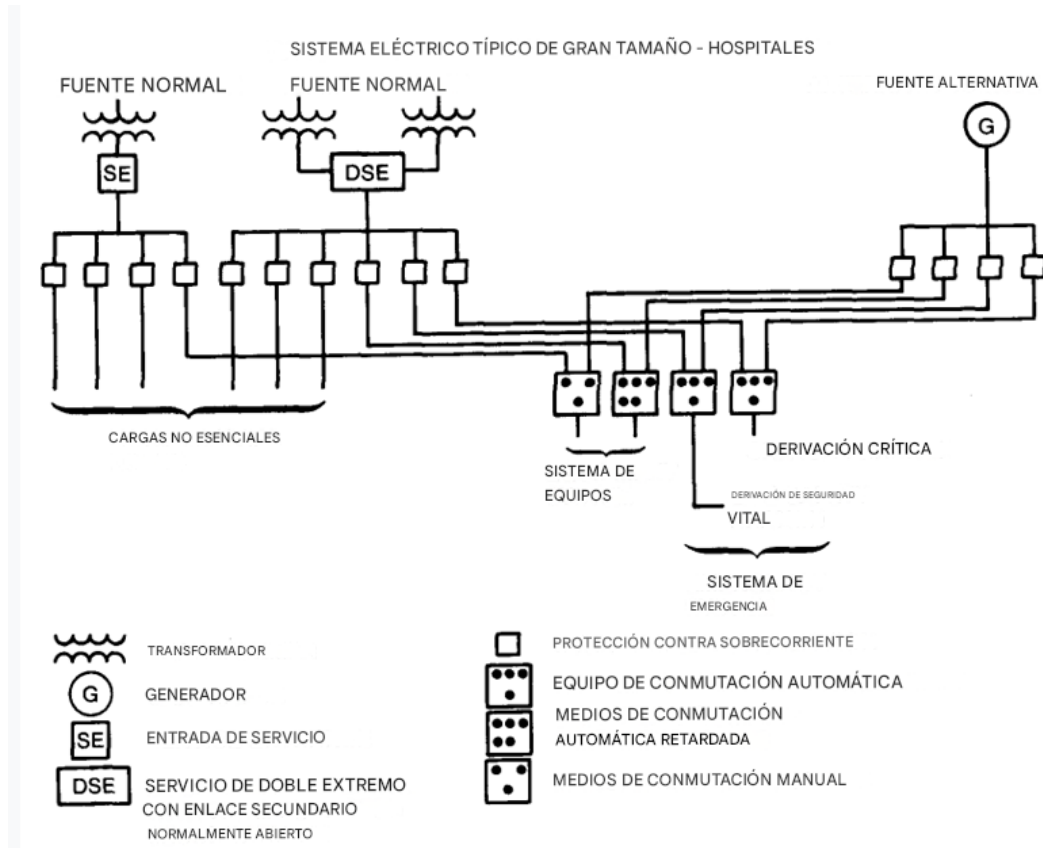 SISTEMA ELÉCTRICO TÍPICO DE GRAN TAMAÑO - HOSPITALES
FUENTE NORMAL
FUENTE NORMAL
FUENTE ALTERNATIVA
G
SE
DSE
CARGAS NO ESENCIALES
SISTEMA DE
EQUIPOS
DERIVACIÓN CRÍTICA
DERIVACIÓN DE SEGURIDAD
VITAL
SISTEMA DE
EMERGENCIA
TRANSFORMADOR
G
GENERADOR
SE
ENTRADA DE SERVICIO
DSE
SERVICIO DE DOBLE EXTREMO
CON ENLACE SECUNDARIO
NORMALMENTE ABIERTO
PROTECCIÓN CONTRA SOBRECORRIENTE
EQUIPO DE CONMUTACIÓN AUTOMÁTICA
MEDIOS DE CONMUTACIÓN
AUTOMÁTICA RETARDADA
MEDIOS DE CONMUTACIÓN MANUAL